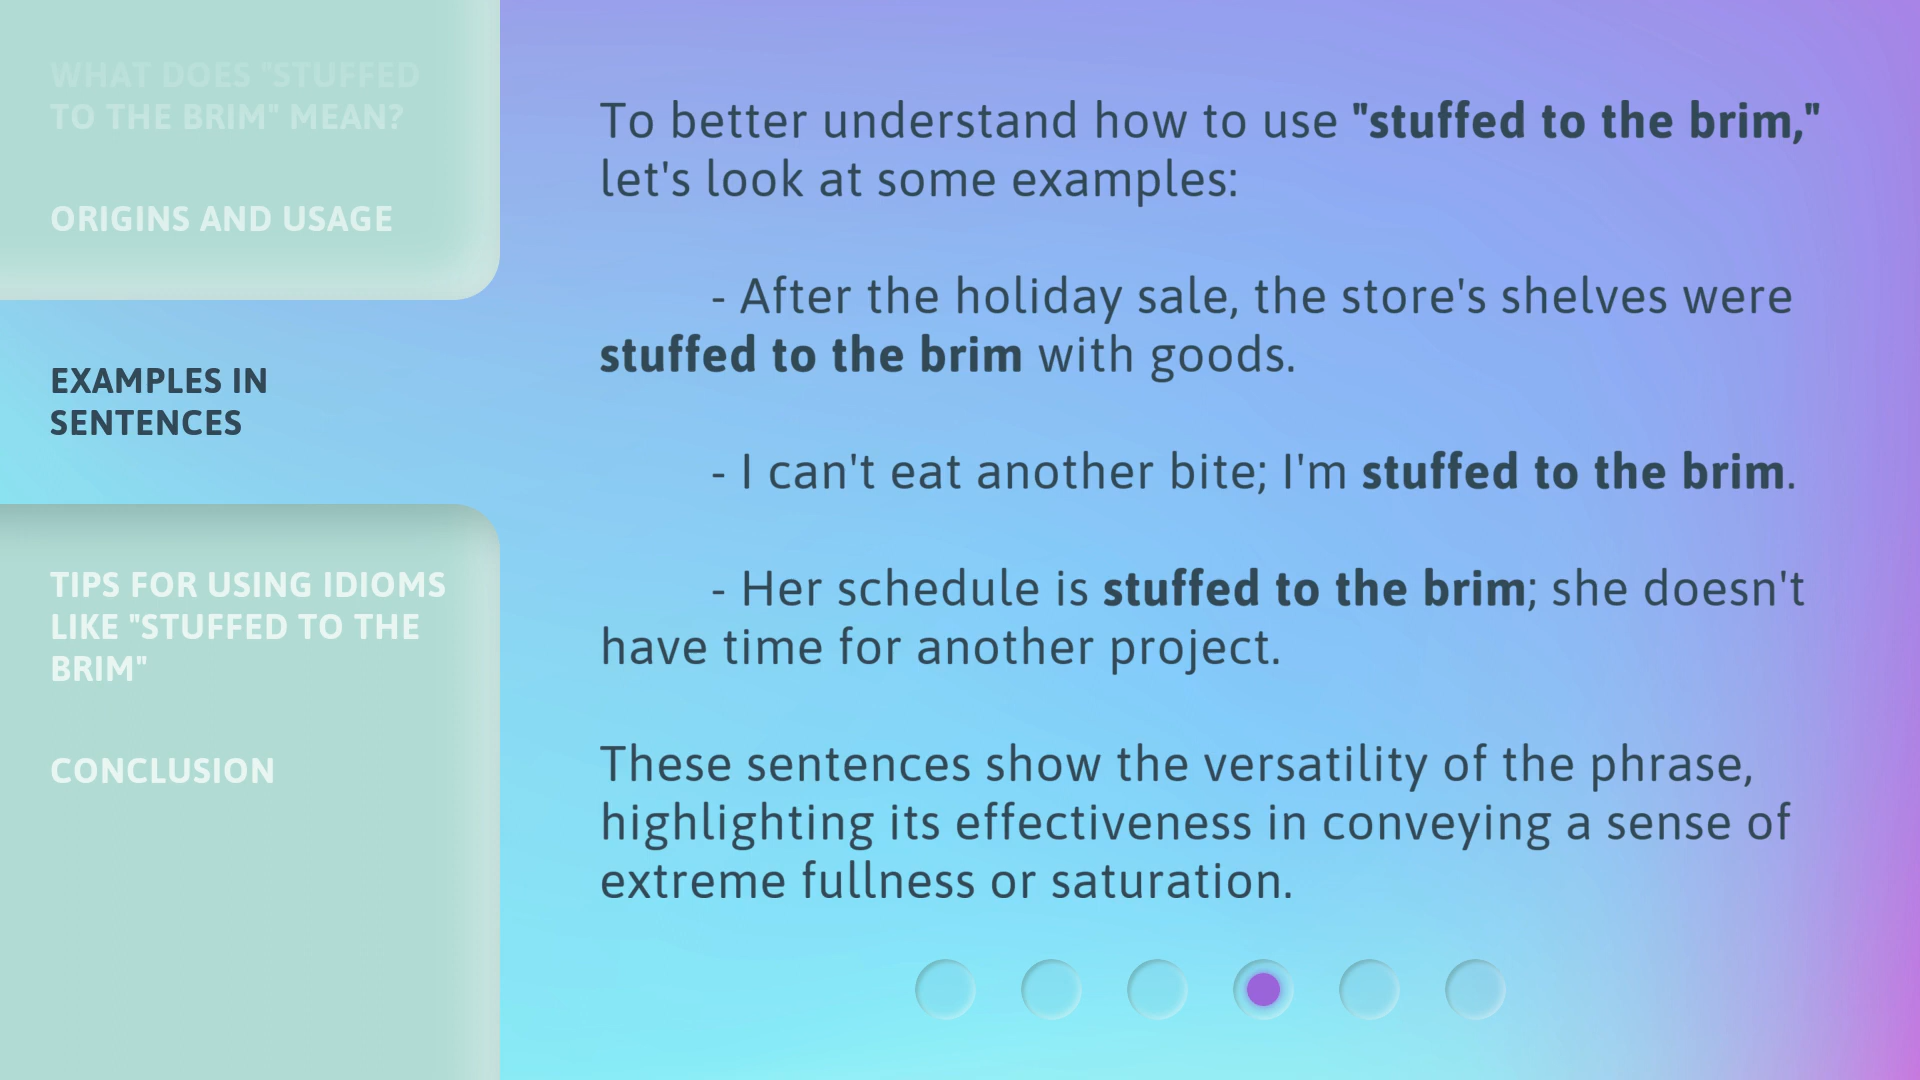 WHAT DOES "STUFFED
TO THE BRIM" MEAN?
ORIGINS AND USAGE
EXAMPLES IN
SENTENCES
TIPS FOR USING IDIOMS
LIKE "STUFFED TO THE
BRIM"
CONCLUSION
To better understand how to use "stuffed to the brim,"
let's look at some examples:
- After the holiday sale, the store's shelves were
stuffed to the brim with goods.
- I can't eat another bite; I'm stuffed to the brim.
- Her schedule is stuffed to the brim; she doesn't
have time for another project.
These sentences show the versatility of the phrase,
highlighting its effectiveness in conveying a sense of
extreme fullness or saturation.